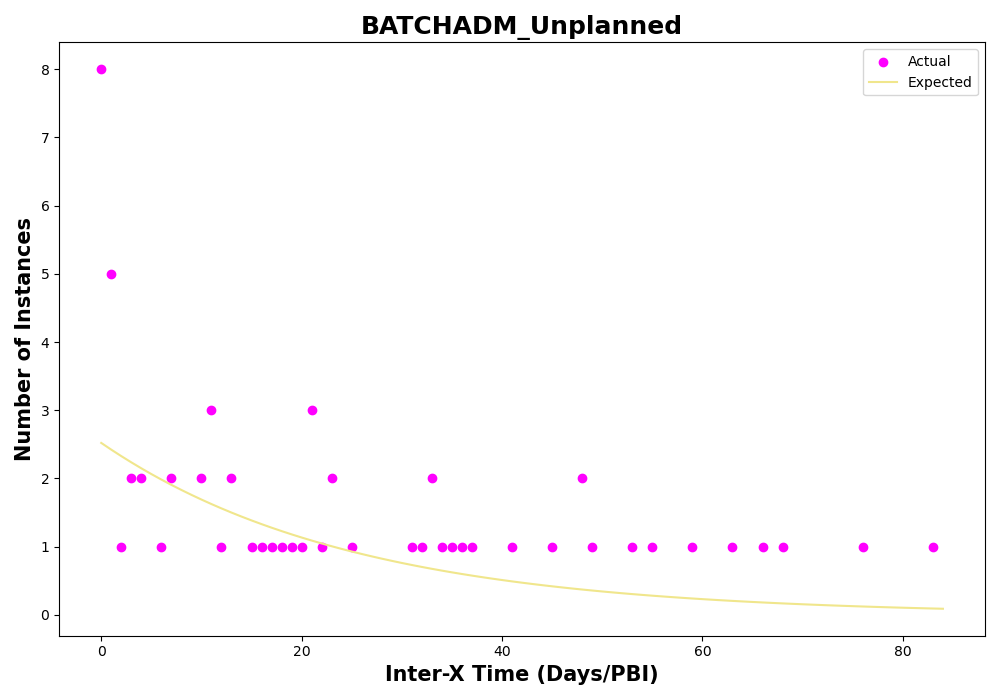 BATCHADM_Unplanned
Actual
Expected
Number of Instances
8
7
6
5
4
3
2
1
0
0 20 40 60 80
Inter-X Time (Days/PBI)